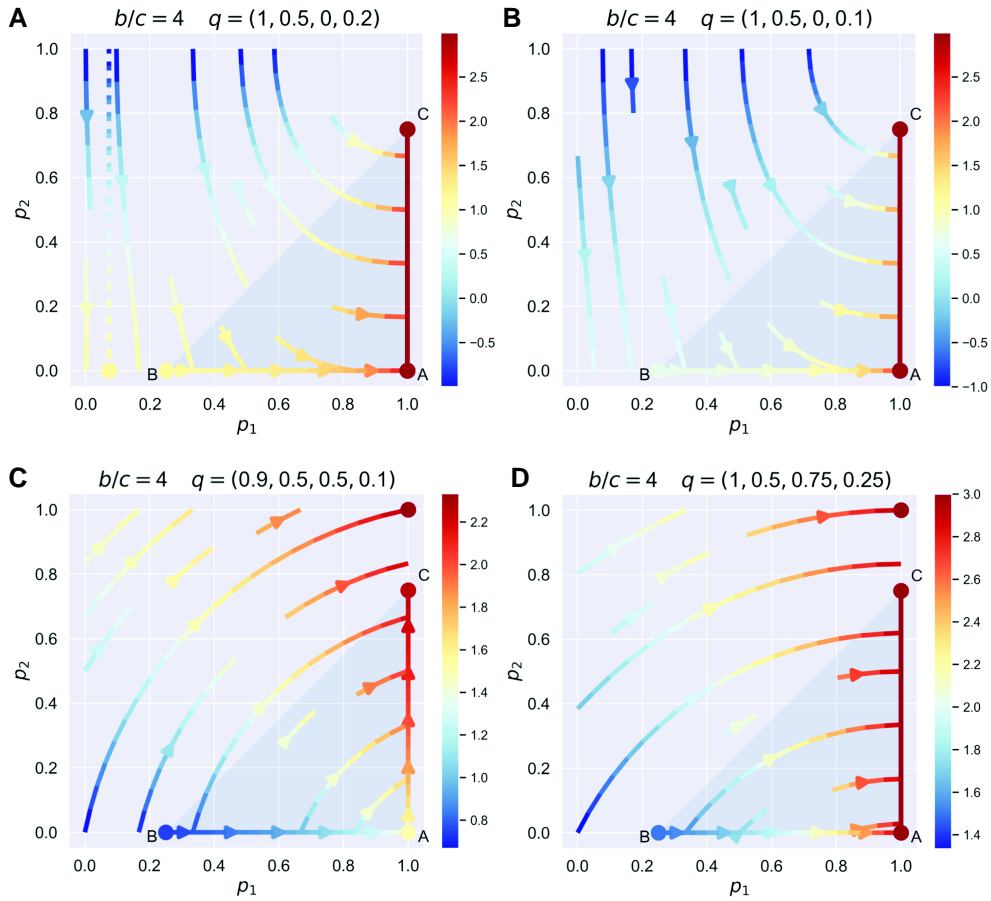 A b/c = 4 q = (1, 0.5, 0, 0.2)
1.0
0.8
0.6
0.4
0.2
0.0
p₂
0.0 0.2 0.4 0.6 0.8 1.0
p₁
C
B
A
2.5
2.0
1.5
1.0
0.5
0.0
−0.5
B b/c = 4 q = (1, 0.5, 0, 0.1)
1.0
0.8
0.6
0.4
0.2
0.0
p₂
0.0 0.2 0.4 0.6 0.8 1.0
p₁
C
B
A
2.5
2.0
1.5
1.0
0.5
0.0
−0.5
−1.0
C b/c = 4 q = (0.9, 0.5, 0.5, 0.1)
1.0
0.8
0.6
0.4
0.2
0.0
p₂
0.0 0.2 0.4 0.6 0.8 1.0
p₁
C
B
A
2.2
2.0
1.8
1.6
1.4
1.2
1.0
0.8
D b/c = 4 q = (1, 0.5, 0.75, 0.25)
1.0
0.8
0.6
0.4
0.2
0.0
p₂
0.0 0.2 0.4 0.6 0.8 1.0
p₁
C
B
A
3.0
2.8
2.6
2.4
2.2
2.0
1.8
1.6
1.4